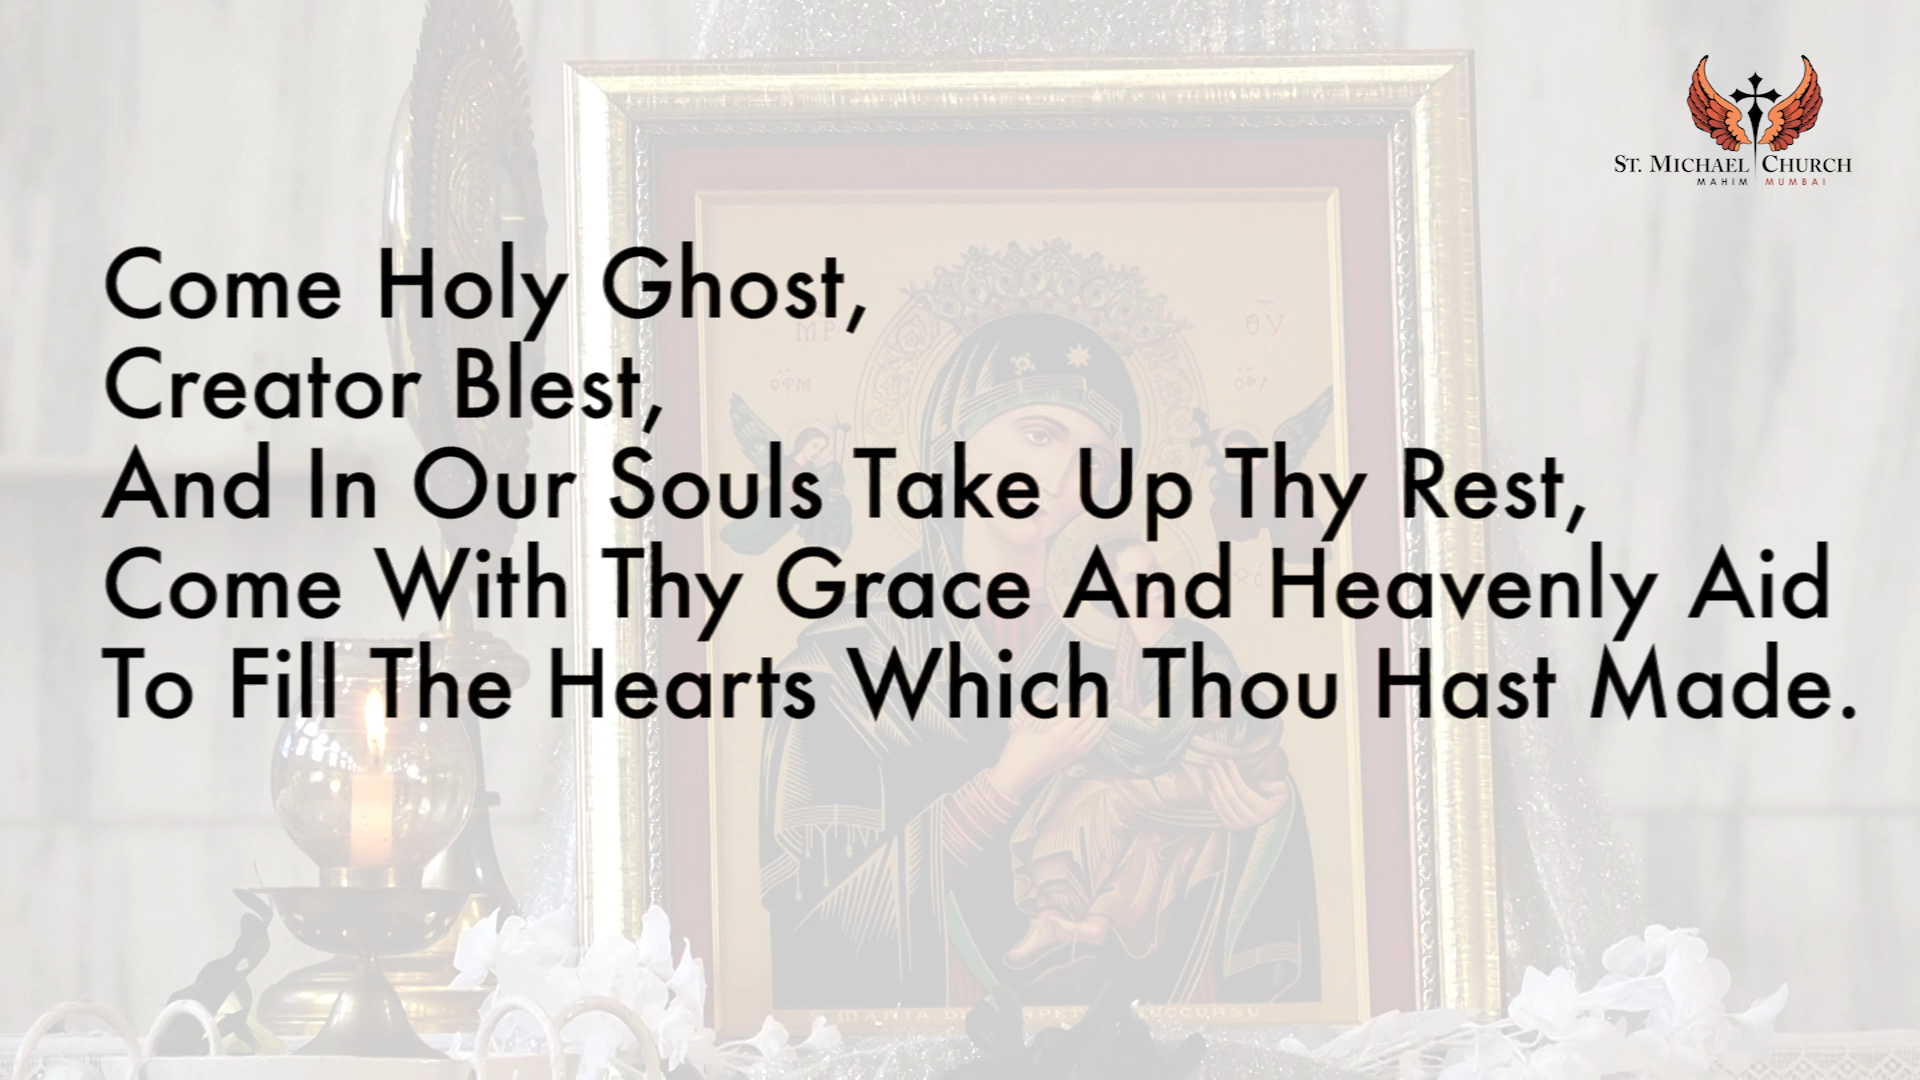 St. Michael Church
MAHIM MUMBAI
Come Holy Ghost,
Creator Blest,
And In Our Souls Take Up Thy Rest,
Come With Thy Grace And Heavenly Aid
To Fill The Hearts Which Thou Hast Made.